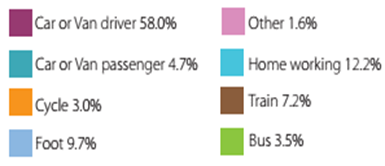 Car or Van driver 58.0%
Car or Van passenger 4.7%
Cycle 3.0%
Foot 9.7%
Other 1.6%
Home working 12.2%
Train 7.2%
Bus 3.5%